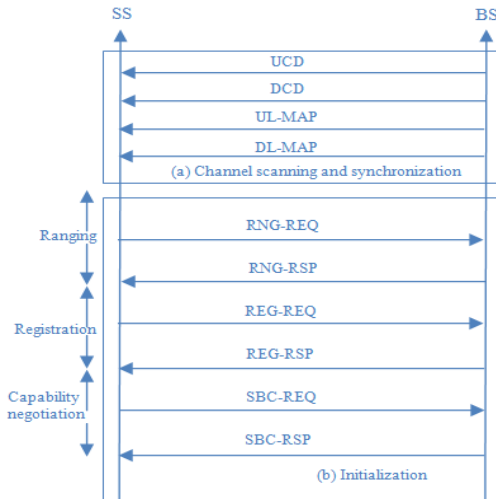 SS
BS
UCD
DCD
UL-MAP
DL-MAP
(a) Channel scanning and synchronization
RNG-REQ
Ranging
RNG-RSP
REG-REQ
Registration
REG-RSP
Capability
negotiation
SBC-REQ
SBC-RSP
(b) Initialization